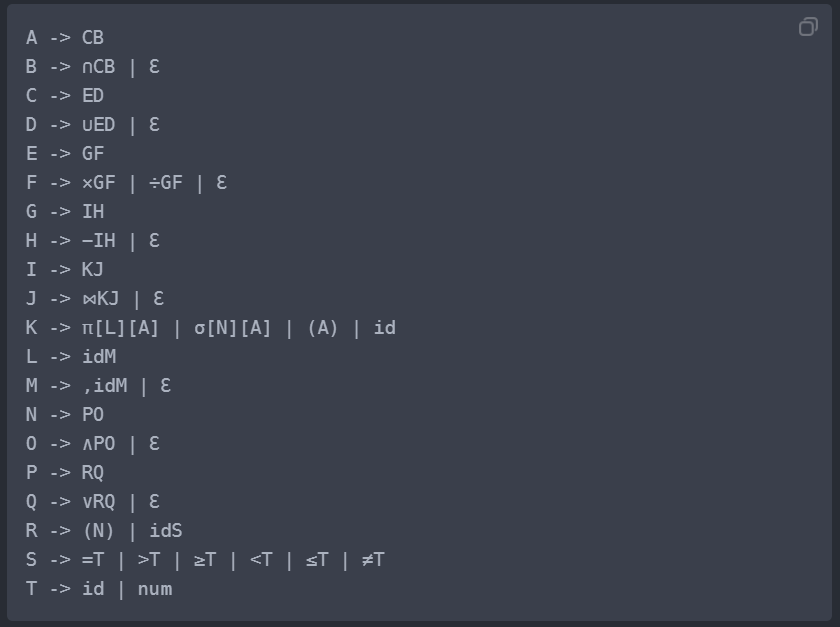 A -> CB
B -> ∩CB | Ɛ
C -> ED
D -> ∪ED | Ɛ
E -> GF
F -> ×GF | ÷GF | Ɛ
G -> IH
H -> −IH | Ɛ
I -> KJ
J -> ⋈KJ | Ɛ
K -> π[L][A] | σ[N][A] | (A) | id
L -> idM
M -> ,idM | Ɛ
N -> PO
O -> ∧PO | Ɛ
P -> RQ
Q -> ∨RQ | Ɛ
R -> (N) | idS
S -> =T | >T | ≥T | <T | ≤T | ≠T
T -> id | num